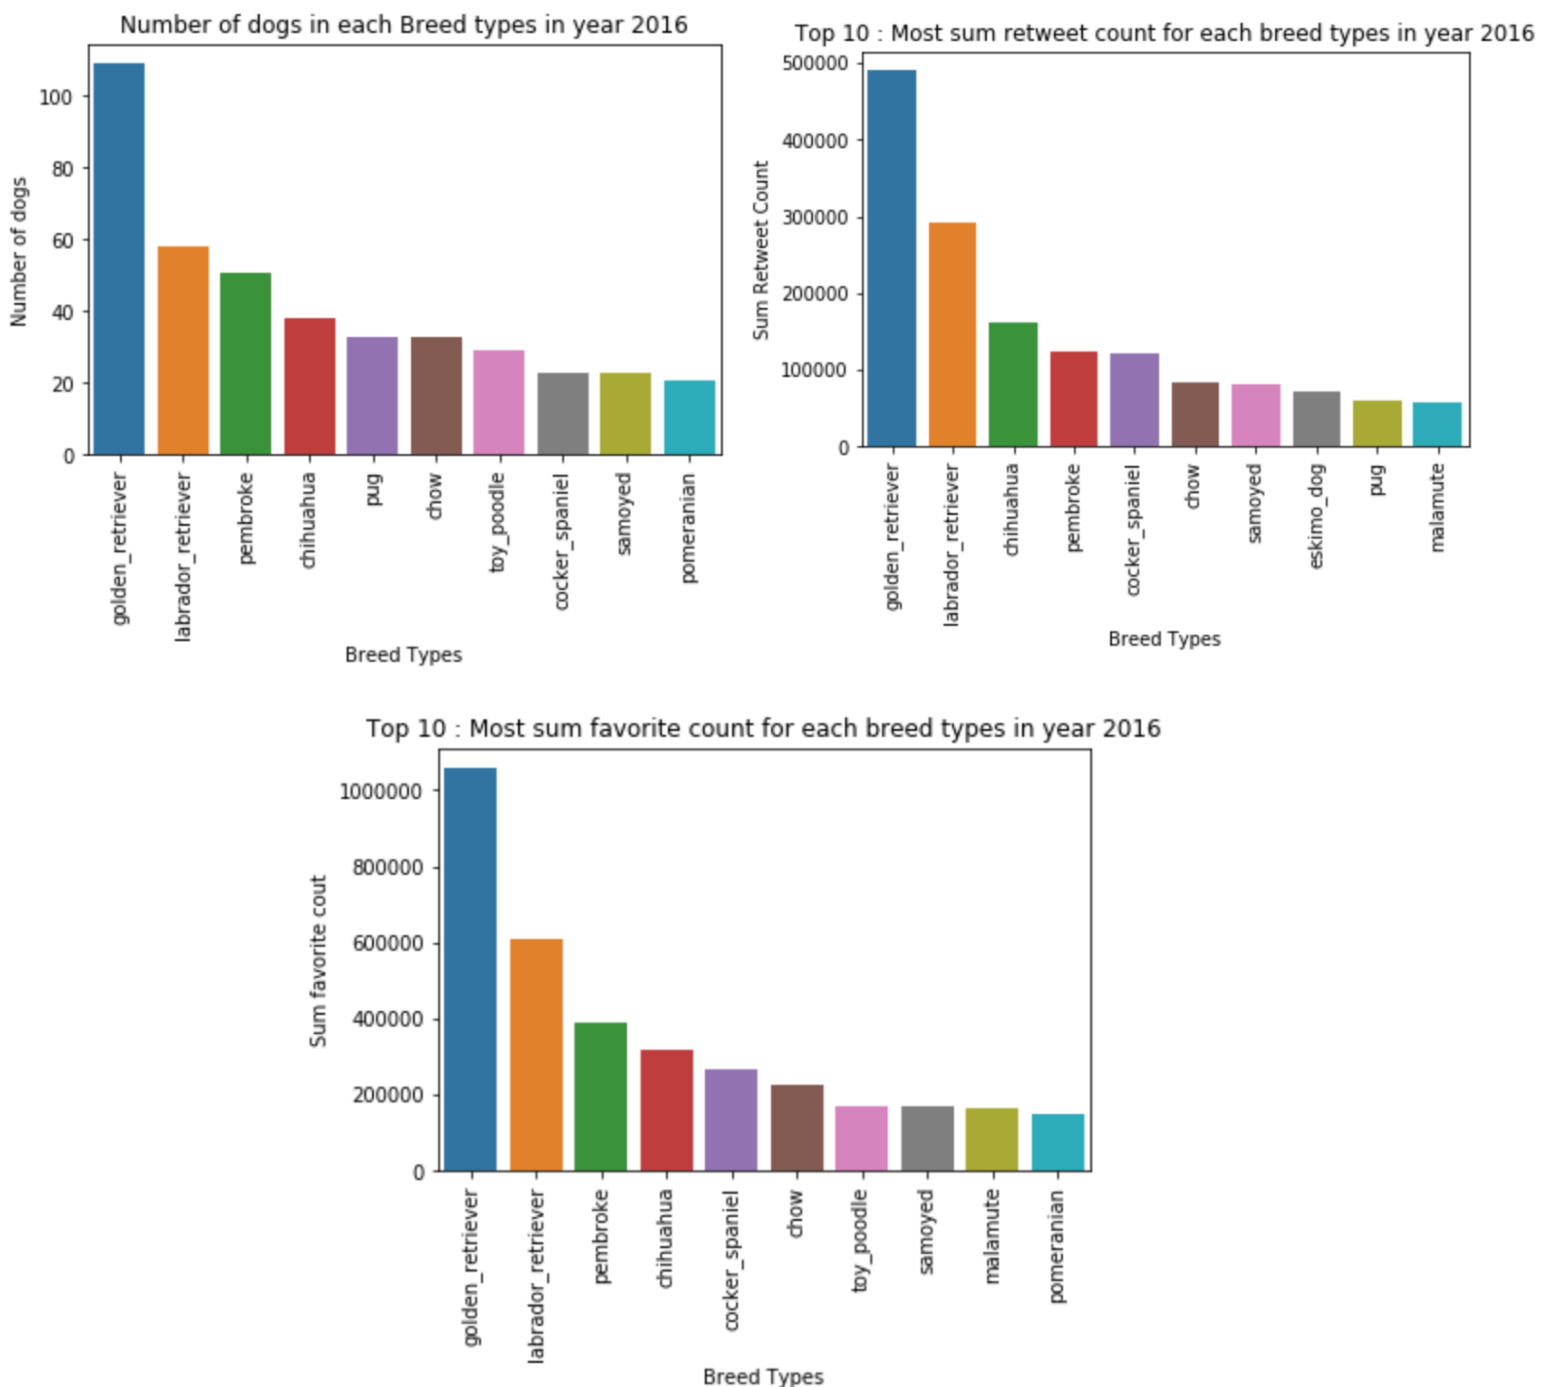 Number of dogs in each Breed types in year 2016
Number of dogs
100
80
60
40
20
0
golden_retriever
labrador_retriever
pembroke
chihuahua
pug
chow
toy_poodle
cocker_spaniel
samoyed
pomeranian
Breed Types
Top 10 : Most sum retweet count for each breed types in year 2016
Sum Retweet Count
500000
400000
300000
200000
100000
0
golden_retriever
labrador_retriever
chihuahua
pembroke
cocker_spaniel
chow
samoyed
eskimo_dog
pug
malamute
Breed Types
Top 10 : Most sum favorite count for each breed types in year 2016
Sum favorite cout
1000000
800000
600000
400000
200000
0
golden_retriever
labrador_retriever
pembroke
chihuahua
cocker_spaniel
chow
toy_poodle
samoyed
malamute
pomeranian
Breed Types